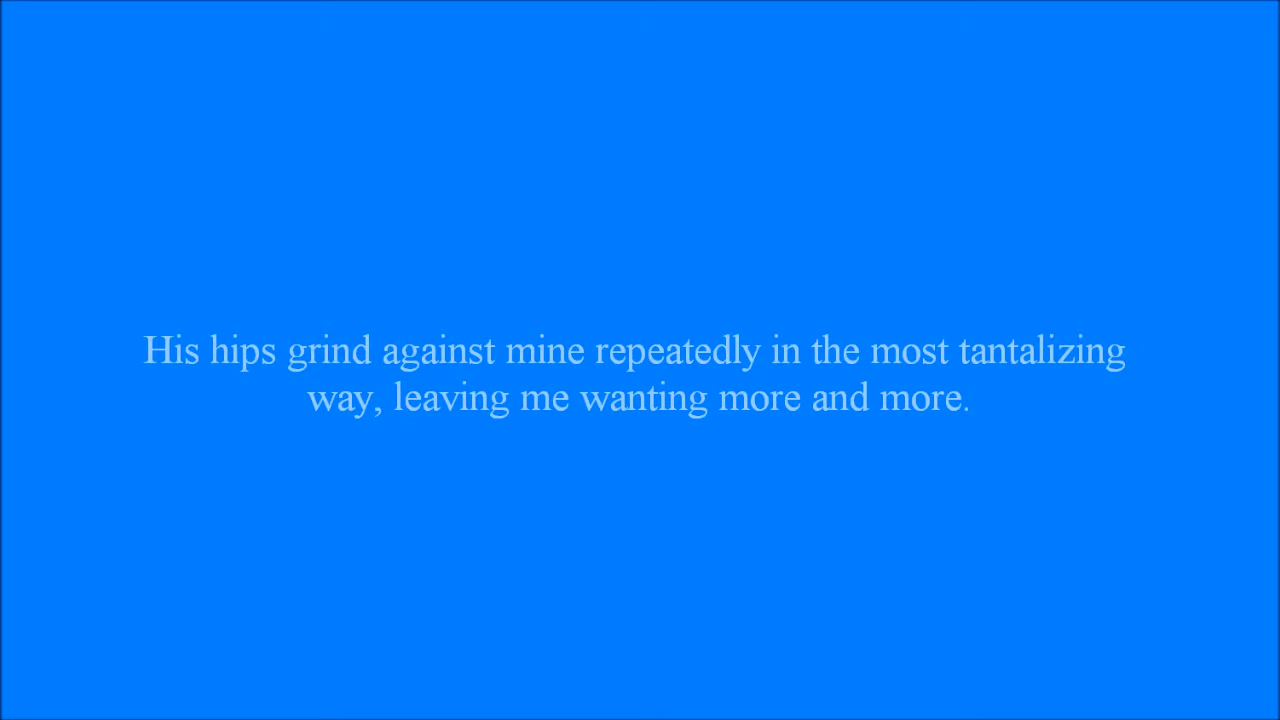 His hips grind against mine repeatedly in the most tantalizing
way, leaving me wanting more and more.